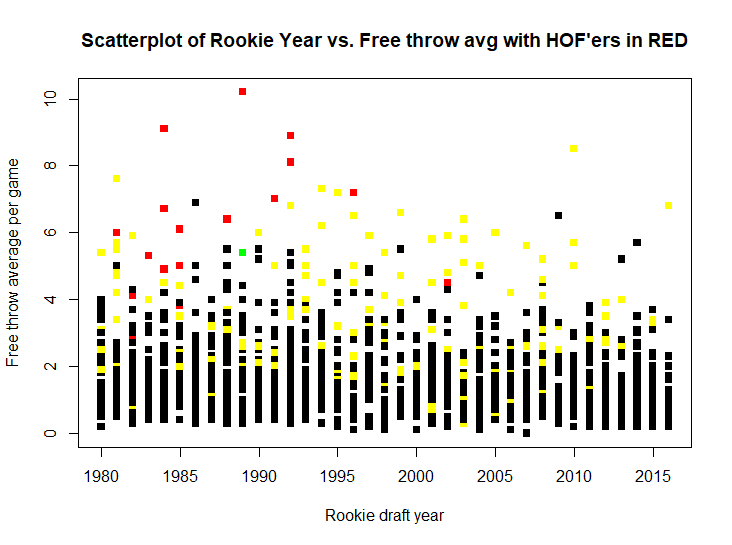 Scatterplot of Rookie Year vs. Free throw avg with HOF'ers in RED
Free throw average per game
10
8
6
4
2
0
1980 1985 1990 1995 2000 2005 2010 2015
Rookie draft year